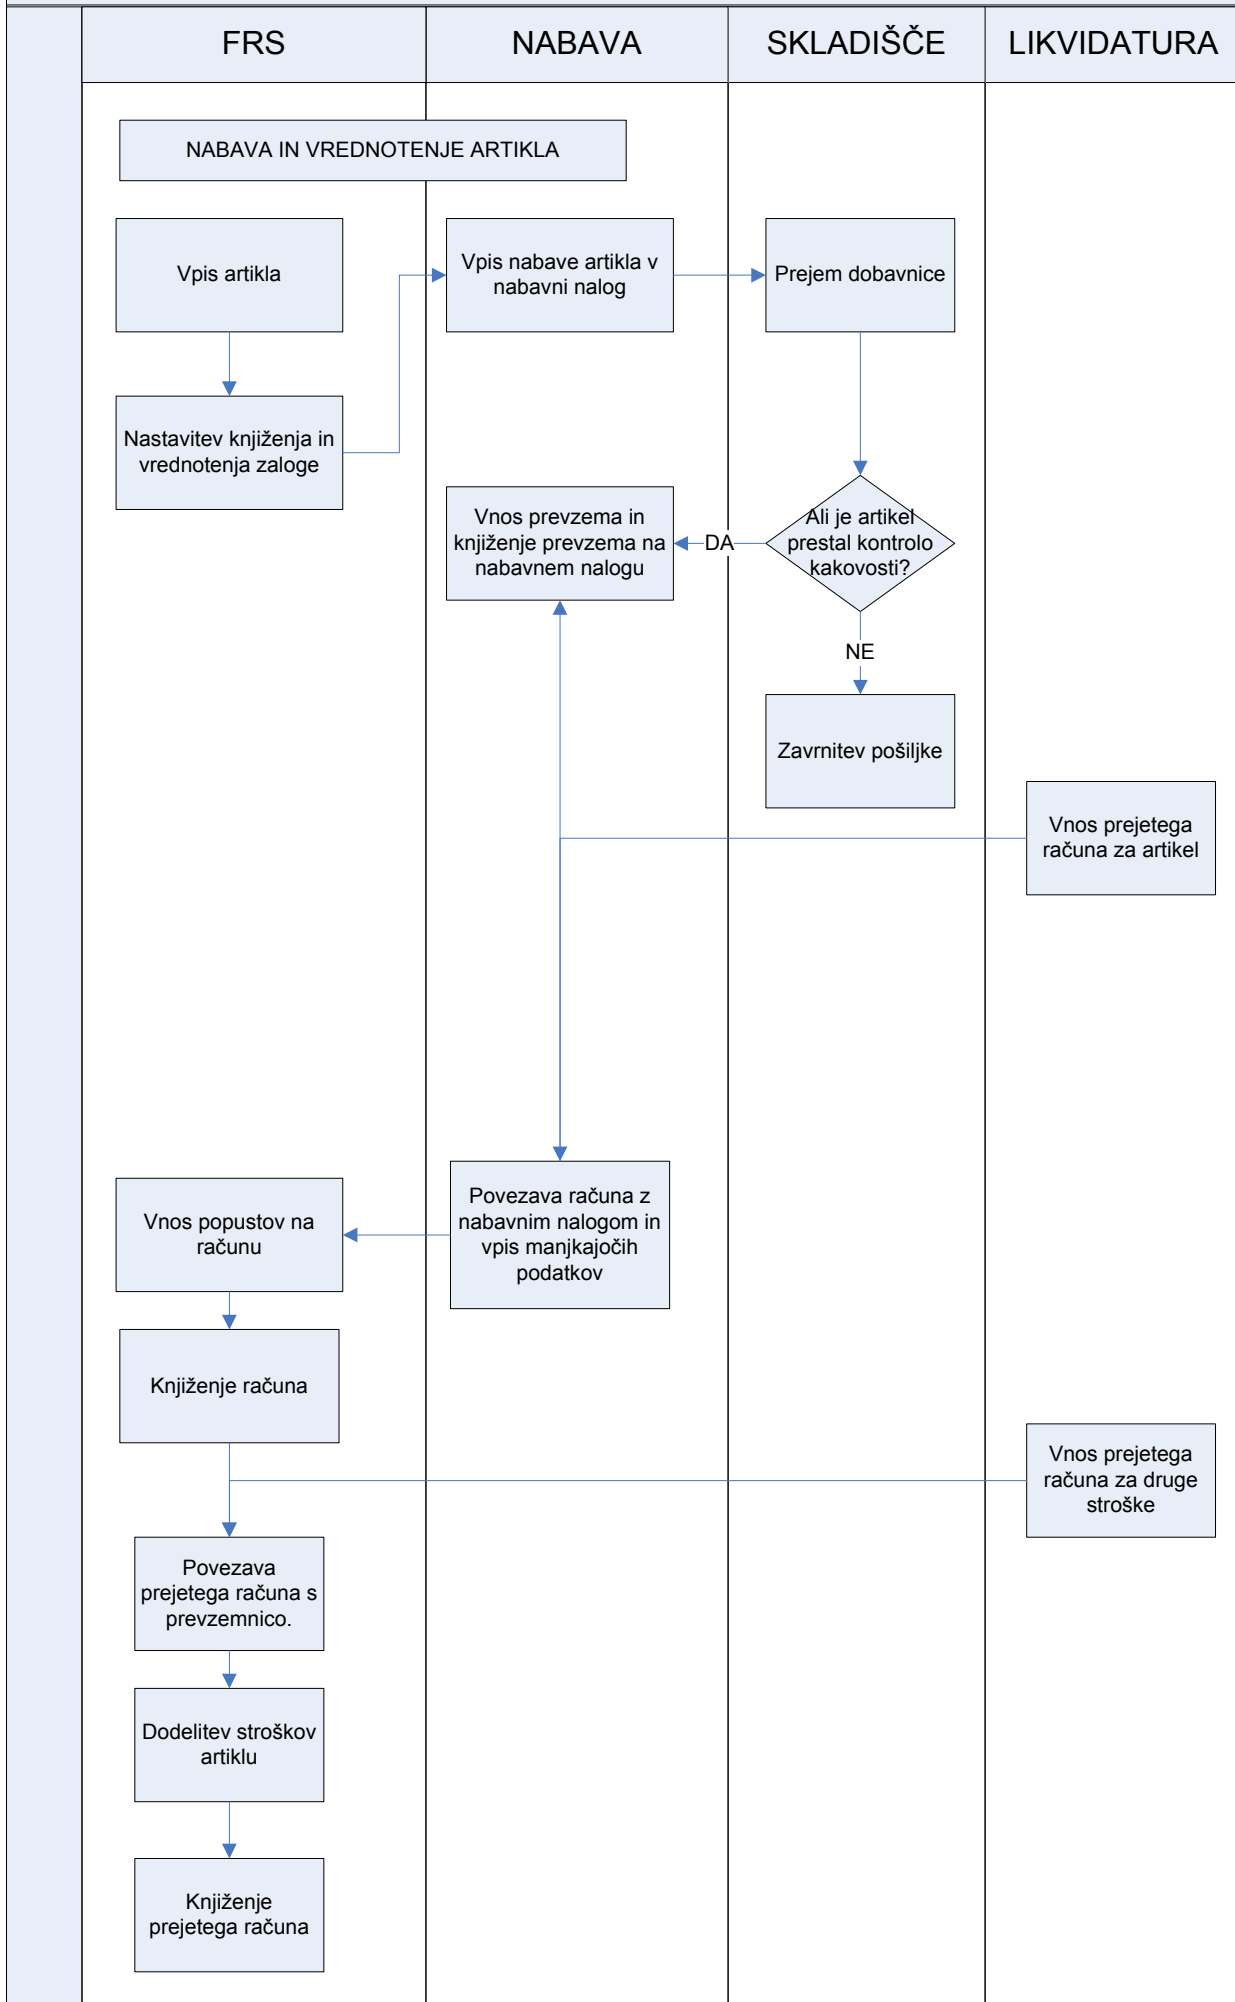 FRS
NABAVA
SKLADIŠČE
LIKVIDATURA
NABAVA IN VREDNOTENJE ARTIKLA
Vpis artikla
Vpis nabave artikla v
nabavni nalog
Prejem dobavnice
Nastavitev knjiženja in
vrednotenja zaloge
Vnos prevzema in
knjiženje prevzema na
nabavnem nalogu
DA
Ali je artikel
prestal kontrolo
kakovosti?
NE
Zavrnitev pošiljke
Vnos prejetega
računa za artikel
Vnos popustov na
računu
Povezava računa z
nabavnim nalogom in
vpis manjkajočih
podatkov
Knjiženje računa
Vnos prejetega
računa za druge
stroške
Povezava
prejetega računa s
prevzemnico.
Dodelitev stroškov
artiklu
Knjiženje
prejetega računa